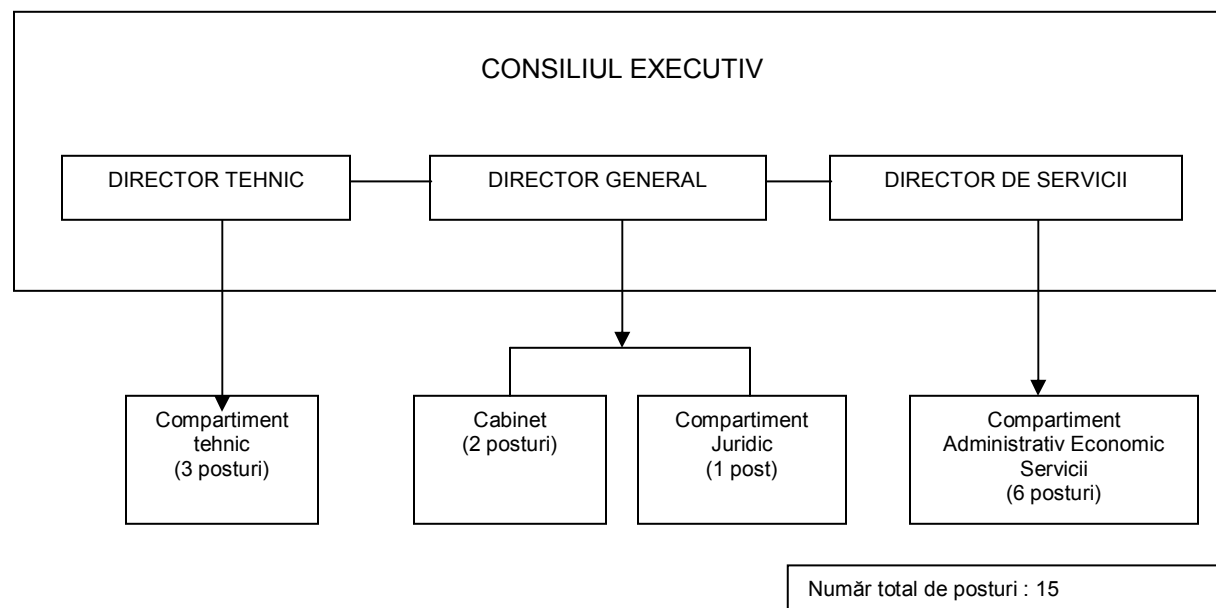 CONSILIUL EXECUTIV
DIRECTOR TEHNIC
DIRECTOR GENERAL
DIRECTOR DE SERVICII
Compartiment
tehnic
(3 posturi)
Cabinet
(2 posturi)
Compartiment
Juridic
(1 post)
Compartiment
Administrativ Economic
Servicii
(6 posturi)
Număr total de posturi : 15